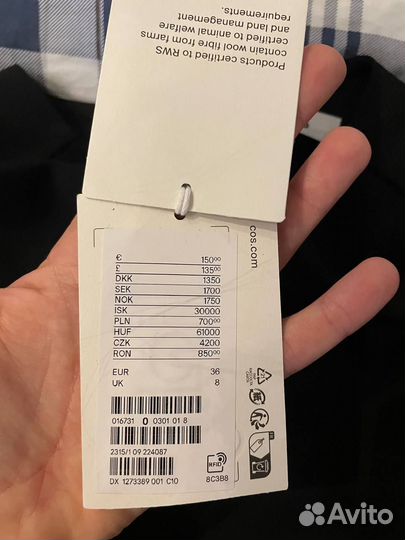 Products certified to RWS
contain wool fibre from farms
certified to animal welfare
and land management
requirements.
cos.com
€ 150⁰⁰
£ 135⁰⁰
DKK 1350
SEK 1700
NOK 1750
ISK 30000
PLN 700⁰⁰
HUF 61000
CZK 4200
RON 850⁰⁰
EUR 36
UK 8
016731 0 0301 01 8
2315/1 09 224087
DX 1273389 001 C10
RFID
8C3B8
21
Avito